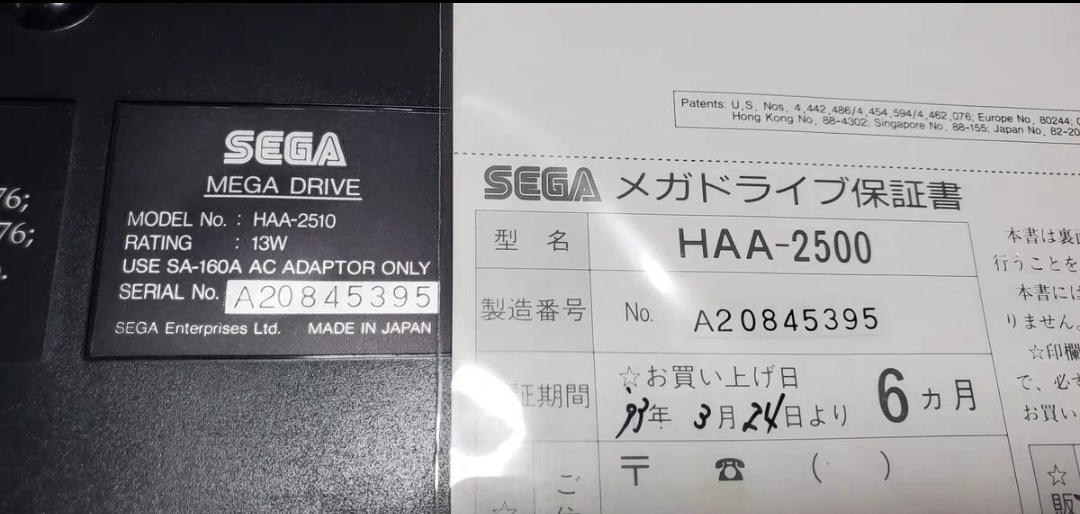 76;
76;
SEGA
MEGA DRIVE
MODEL No. : HAA-2510
RATING : 13W
USE SA-160A AC ADAPTOR ONLY
SERIAL No. A20845395
SEGA Enterprises Ltd. MADE IN JAPAN
Patents: U.S. Nos. 4,442,486/4,454,594/4,462,076; Europe No. 80244;
Hong Kong No. 88-4302; Singapore No. 88-155; Japan No. 82-20
SEGA メガドライブ保証書
型名 HAA-2500
製造番号 No. A20845395
証期間 ☆お買い上げ日
93年 3月24日より 6ヵ月
〒 ☎ ( )
☆ ご
本書は裏
行うことを
本書には
りません。
☆印欄
で、必ず
お買い
☆
販